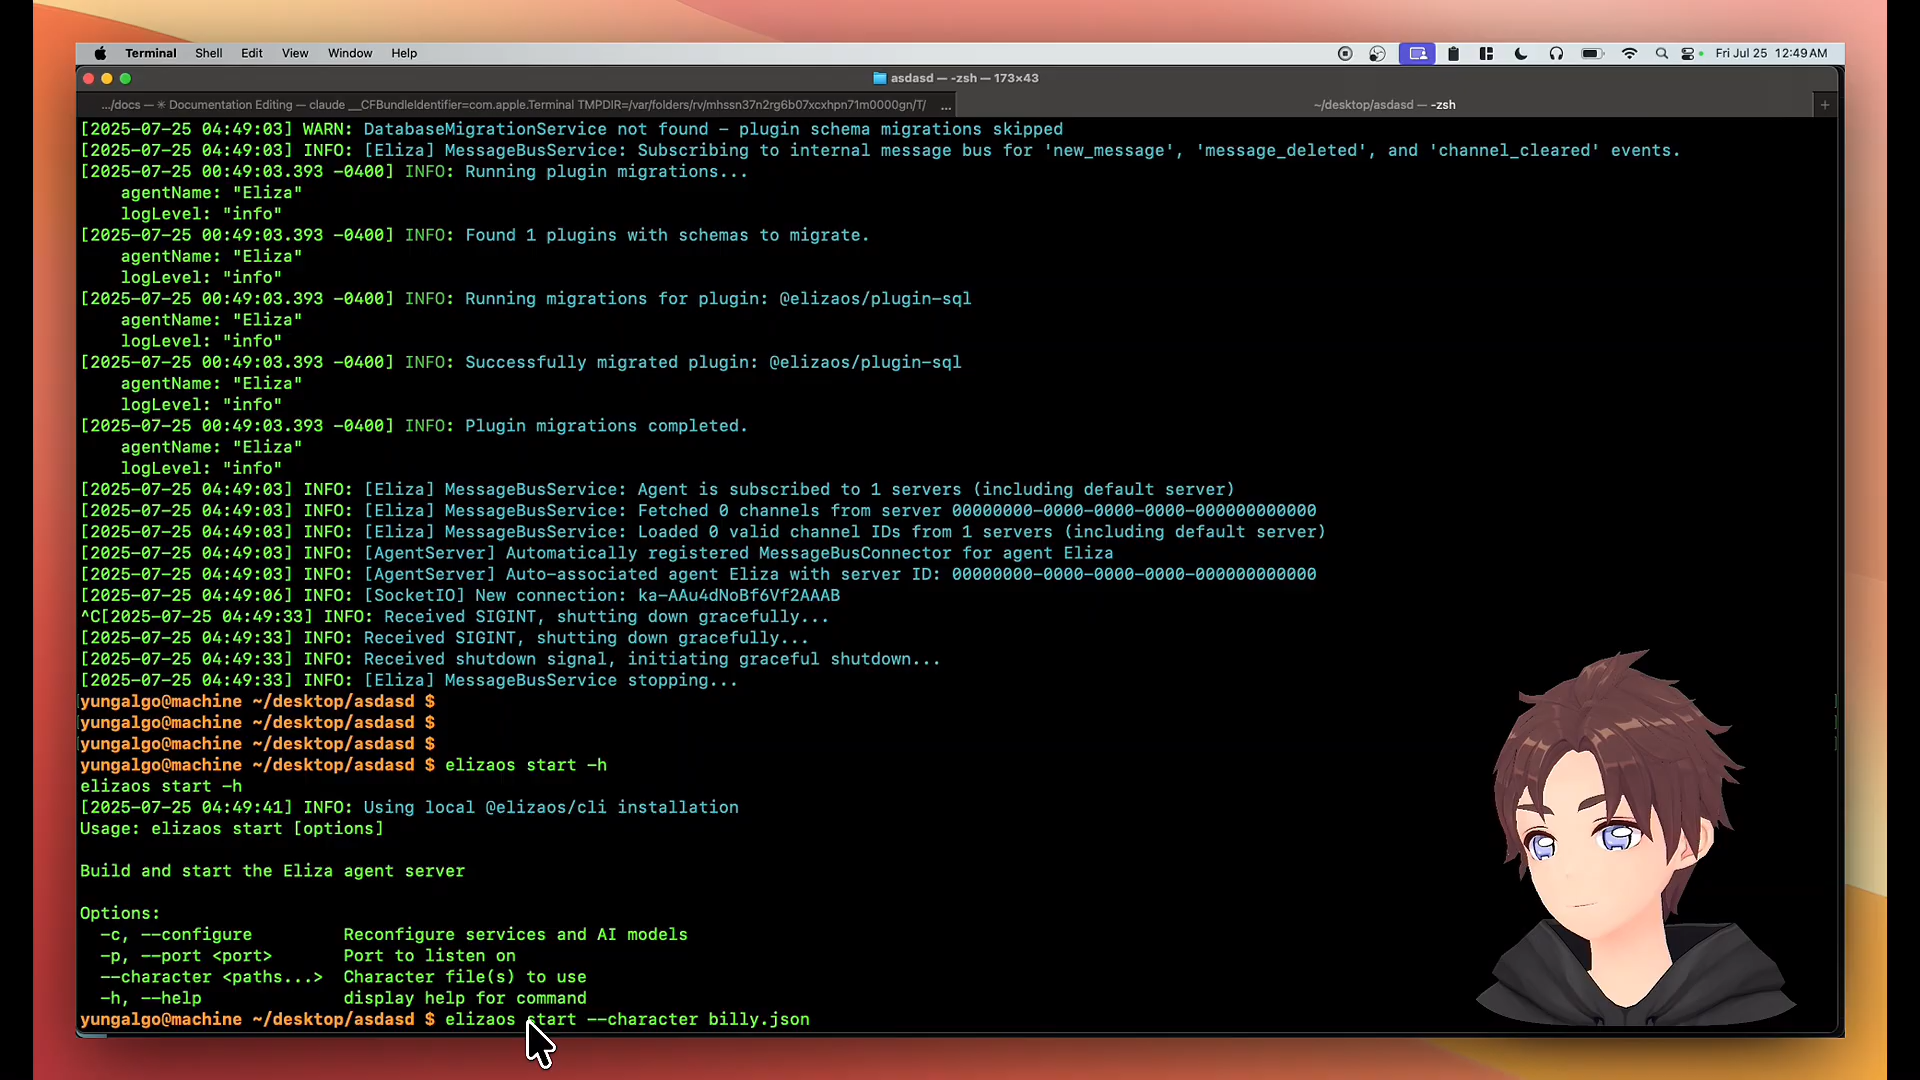 Terminal Shell Edit View Window Help Fri Jul 25 12:49AM
asdasd — -zsh — 173×43
.../docs — ✳ Documentation Editing — claude __CFBundleIdentifier=com.apple.Terminal TMPDIR=/var/folders/rv/mhssn37n2rg6b07xcxhpn71m0000gn/T/ ... ~/desktop/asdasd — -zsh +
[2025-07-25 04:49:03] WARN: DatabaseMigrationService not found - plugin schema migrations skipped
[2025-07-25 04:49:03] INFO: [Eliza] MessageBusService: Subscribing to internal message bus for 'new_message', 'message_deleted', and 'channel_cleared' events.
[2025-07-25 00:49:03.393 -0400] INFO: Running plugin migrations...
agentName: "Eliza"
logLevel: "info"
[2025-07-25 00:49:03.393 -0400] INFO: Found 1 plugins with schemas to migrate.
agentName: "Eliza"
logLevel: "info"
[2025-07-25 00:49:03.393 -0400] INFO: Running migrations for plugin: @elizaos/plugin-sql
agentName: "Eliza"
logLevel: "info"
[2025-07-25 00:49:03.393 -0400] INFO: Successfully migrated plugin: @elizaos/plugin-sql
agentName: "Eliza"
logLevel: "info"
[2025-07-25 00:49:03.393 -0400] INFO: Plugin migrations completed.
agentName: "Eliza"
logLevel: "info"
[2025-07-25 04:49:03] INFO: [Eliza] MessageBusService: Agent is subscribed to 1 servers (including default server)
[2025-07-25 04:49:03] INFO: [Eliza] MessageBusService: Fetched 0 channels from server 00000000-0000-0000-0000-000000000000
[2025-07-25 04:49:03] INFO: [Eliza] MessageBusService: Loaded 0 valid channel IDs from 1 servers (including default server)
[2025-07-25 04:49:03] INFO: [AgentServer] Automatically registered MessageBusConnector for agent Eliza
[2025-07-25 04:49:03] INFO: [AgentServer] Auto-associated agent Eliza with server ID: 00000000-0000-0000-0000-000000000000
[2025-07-25 04:49:06] INFO: [SocketIO] New connection: ka-AAu4dNoBf6Vf2AAAB
^C[2025-07-25 04:49:33] INFO: Received SIGINT, shutting down gracefully...
[2025-07-25 04:49:33] INFO: Received SIGINT, shutting down gracefully...
[2025-07-25 04:49:33] INFO: Received shutdown signal, initiating graceful shutdown...
[2025-07-25 04:49:33] INFO: [Eliza] MessageBusService stopping...
yungalgo@machine ~/desktop/asdasd $
yungalgo@machine ~/desktop/asdasd $
yungalgo@machine ~/desktop/asdasd $
yungalgo@machine ~/desktop/asdasd $ elizaos start -h
elizaos start -h
[2025-07-25 04:49:41] INFO: Using local @elizaos/cli installation
Usage: elizaos start [options]
Build and start the Eliza agent server
Options:
-c, --configure Reconfigure services and AI models
-p, --port <port> Port to listen on
--character <paths...> Character file(s) to use
-h, --help display help for command
yungalgo@machine ~/desktop/asdasd $ elizaos start --character billy.json